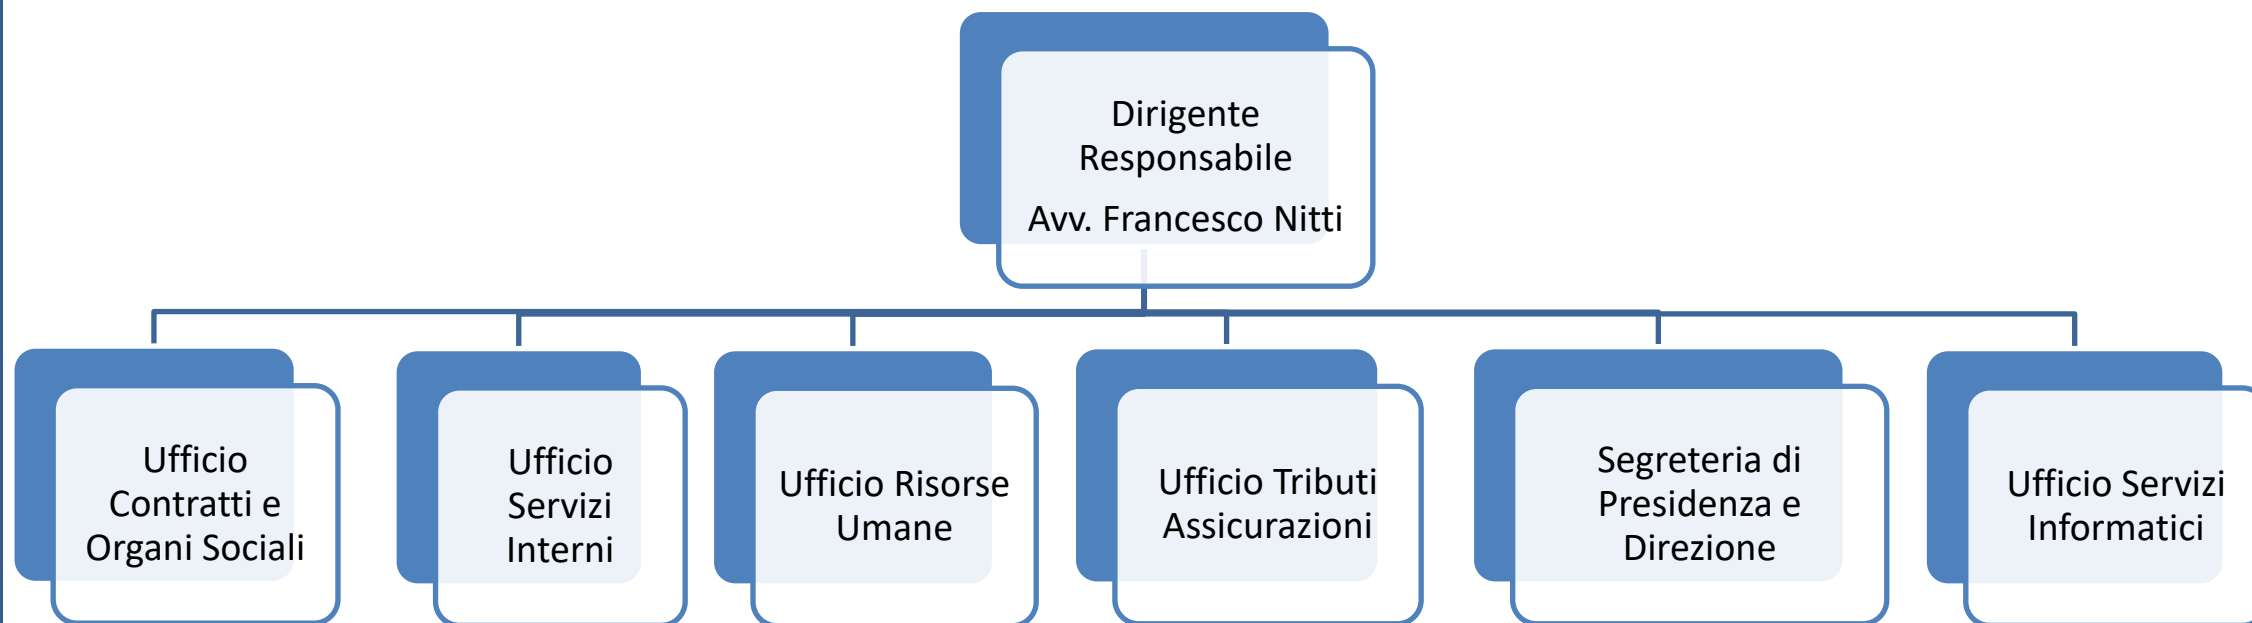 Dirigente
Responsabile
Avv. Francesco Nitti
Ufficio
Contratti e
Organi Sociali
Ufficio
Servizi
Interni
Ufficio Risorse
Umane
Ufficio Tributi
Assicurazioni
Segreteria di
Presidenza e
Direzione
Ufficio Servizi
Informatici